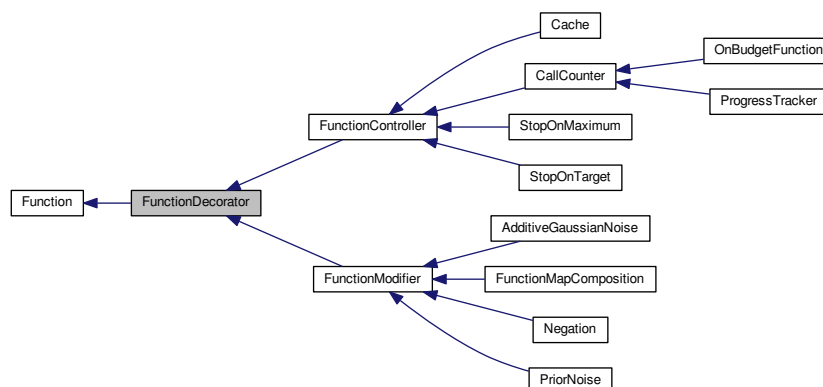 Cache
OnBudgetFunction
CallCounter
ProgressTracker
FunctionController
StopOnMaximum
StopOnTarget
Function
FunctionDecorator
AdditiveGaussianNoise
FunctionModifier
FunctionMapComposition
Negation
PriorNoise